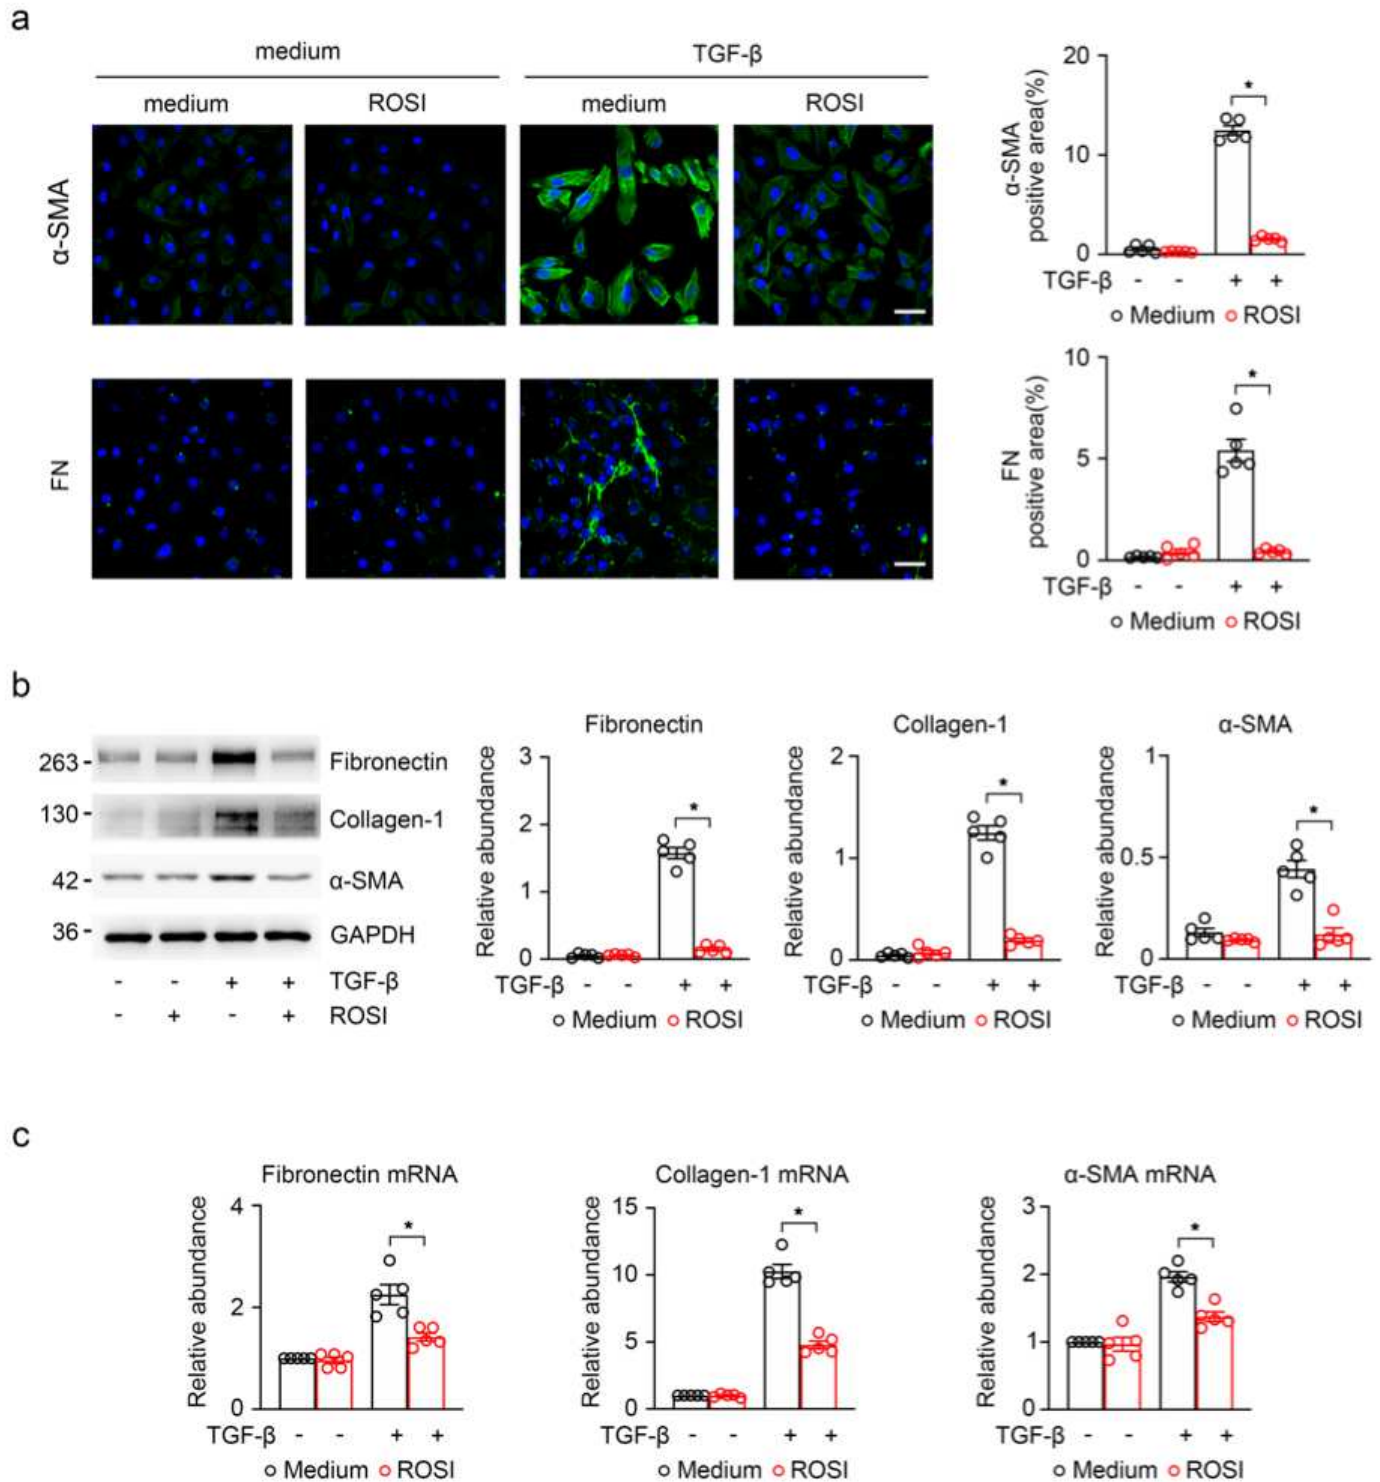 a
medium TGF-β
medium ROSI medium ROSI
α-SMA
FN
α-SMA
positive area(%)
20
10
0
*
TGF-β - - + +
Medium ROSI
FN
positive area(%)
10
5
0
*
TGF-β - - + +
Medium ROSI
b
263 - Fibronectin
130 - Collagen-1
42 - α-SMA
36 - GAPDH
- - + + TGF-β
- + - + ROSI
Fibronectin
Relative abundance
3
2
1
0
*
TGF-β - - + +
Medium ROSI
Collagen-1
Relative abundance
2
1
0
*
TGF-β - - + +
Medium ROSI
α-SMA
Relative abundance
1
0.5
0
*
TGF-β - - + +
Medium ROSI
c
Fibronectin mRNA
Relative abundance
4
2
0
*
TGF-β - - + +
Medium ROSI
Collagen-1 mRNA
Relative abundance
15
10
5
0
*
TGF-β - - + +
Medium ROSI
α-SMA mRNA
Relative abundance
3
2
1
0
*
TGF-β - - + +
Medium ROSI